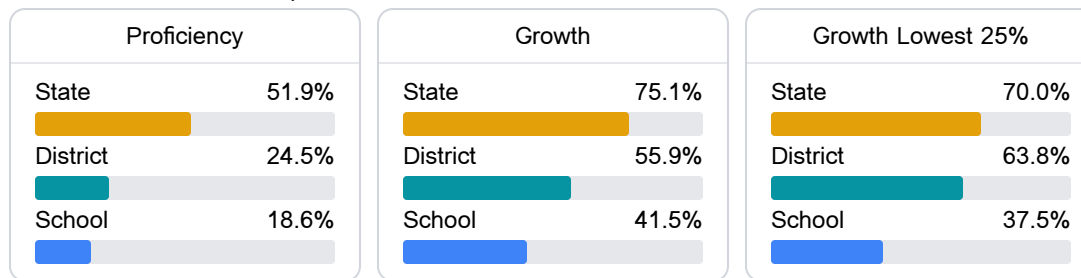 Proficiency
State 51.9%
District 24.5%
School 18.6%
Growth
State 75.1%
District 55.9%
School 41.5%
Growth Lowest 25%
State 70.0%
District 63.8%
School 37.5%